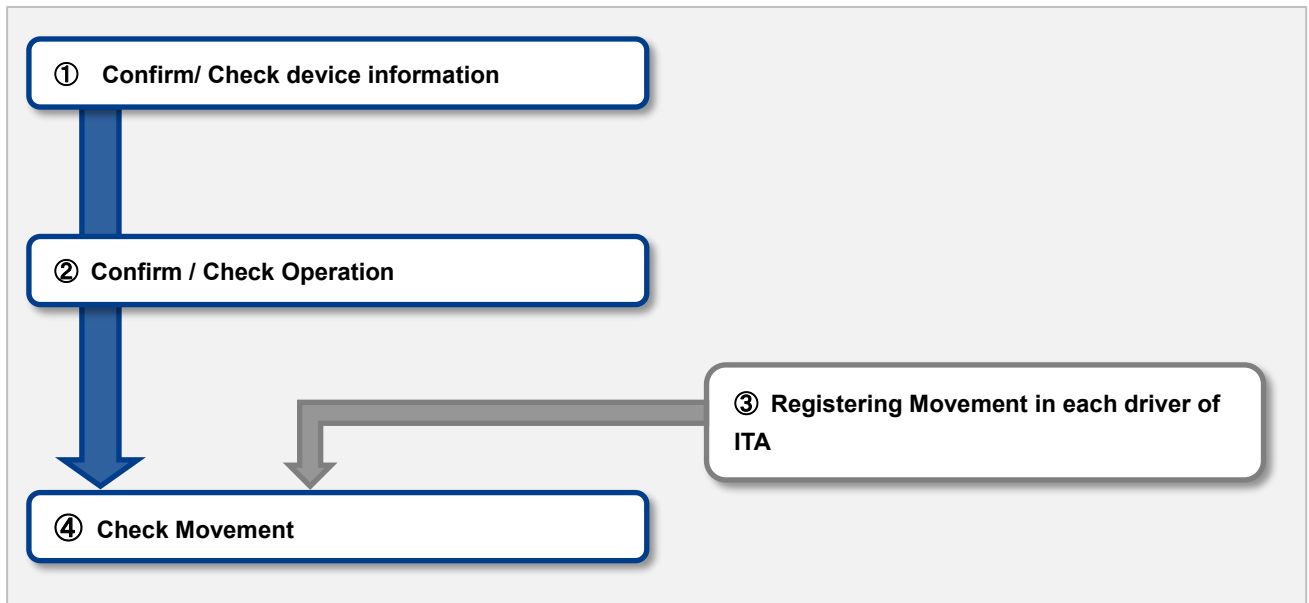 ① Confirm/ Check device information
② Confirm / Check Operation
③ Registering Movement in each driver of
ITA
④ Check Movement